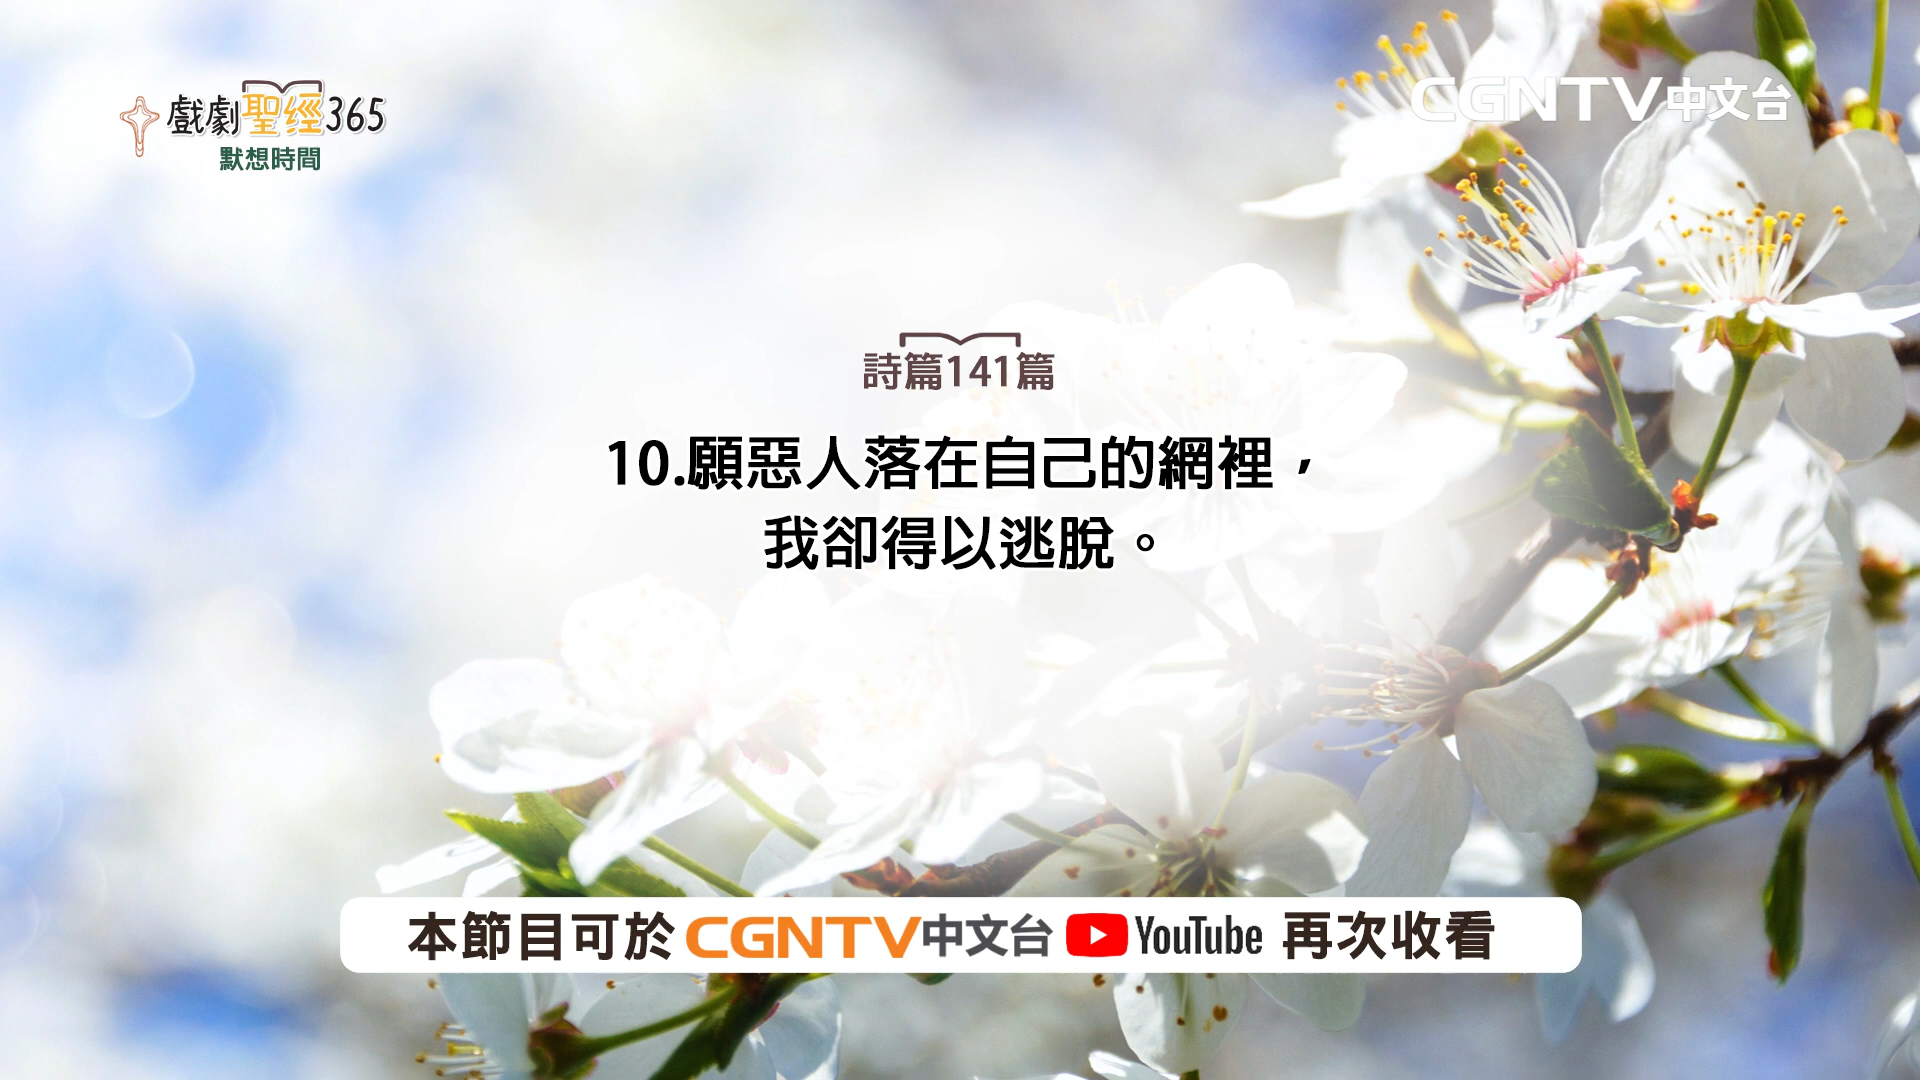 戲劇聖經365
默想時間
CGNTV中文台
詩篇141篇
10.願惡人落在自己的網裡，
我卻得以逃脫。
本節目可於 CGNTV中文台 YouTube 再次收看